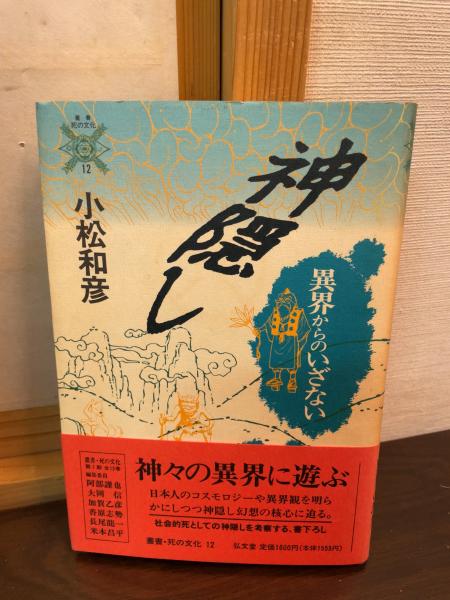 叢書
死の文化
12
小松和彦
神隠し
異界からのいざない
叢書・死の文化
第1期 全15巻
編集委員
阿部謹也
大岡 信
加賀乙彦
香原志勢
長尾龍一
米本昌平
神々の異界に遊ぶ
日本人のコスモロジーや異界観を明ら
かにしつつ神隠し幻想の核心に迫る。
社会的死としての神隠しを考察する、書下ろし
叢書・死の文化 12
弘文堂 定価1600円(本体1553円)